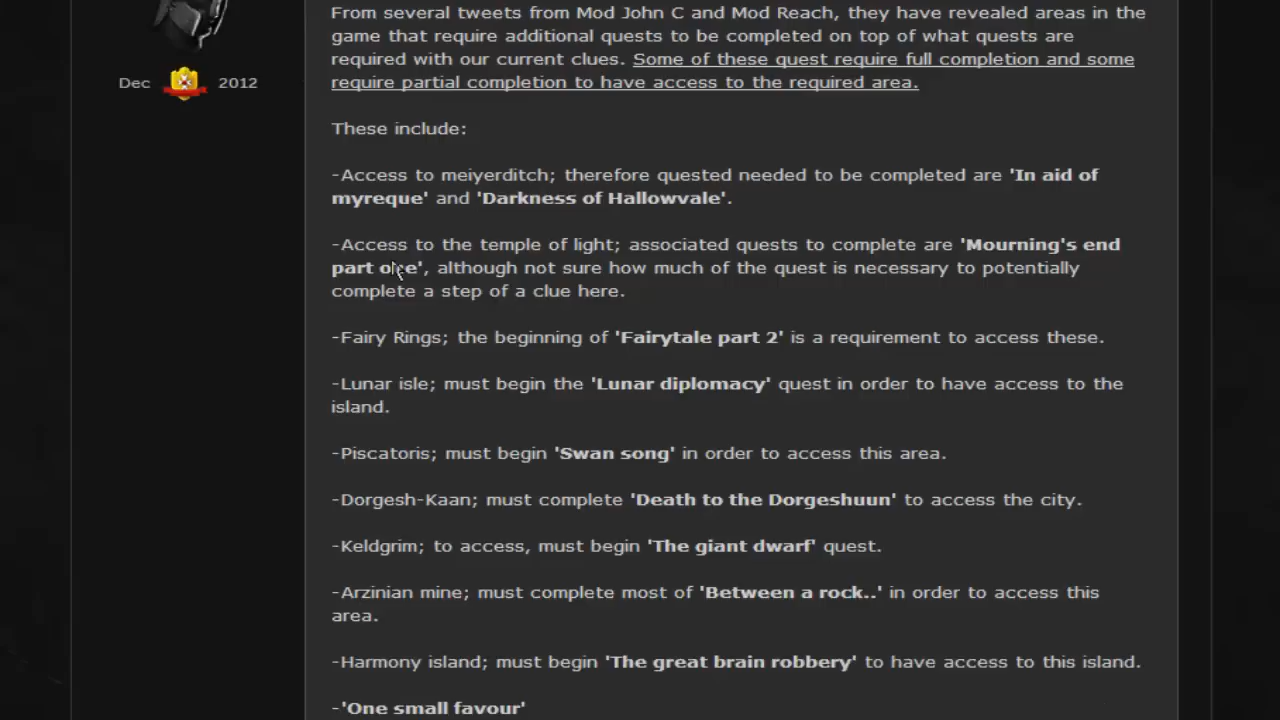 From several tweets from Mod John C and Mod Reach, they have revealed areas in the
game that require additional quests to be completed on top of what quests are
required with our current clues. Some of these quest require full completion and some
require partial completion to have access to the required area.
Dec 2012
These include:
-Access to meiyerditch; therefore quested needed to be completed are 'In aid of
myreque' and 'Darkness of Hallowvale'.
-Access to the temple of light; associated quests to complete are 'Mourning's end
part one', although not sure how much of the quest is necessary to potentially
complete a step of a clue here.
-Fairy Rings; the beginning of 'Fairytale part 2' is a requirement to access these.
-Lunar isle; must begin the 'Lunar diplomacy' quest in order to have access to the
island.
-Piscatoris; must begin 'Swan song' in order to access this area.
-Dorgesh-Kaan; must complete 'Death to the Dorgeshuun' to access the city.
-Keldgrim; to access, must begin 'The giant dwarf' quest.
-Arzinian mine; must complete most of 'Between a rock..' in order to access this
area.
-Harmony island; must begin 'The great brain robbery' to have access to this island.
-'One small favour'